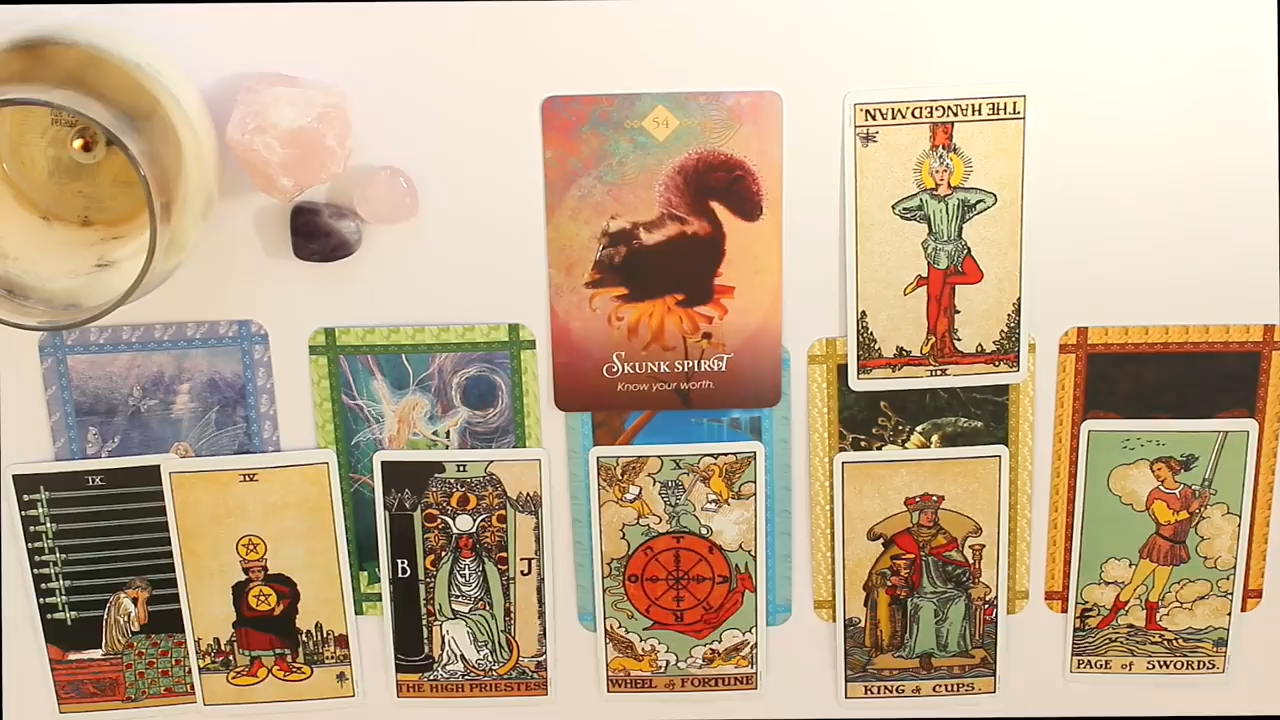 54
SKUNK SPIRIT
Know your worth.
THE HANGED MAN.
XII
IX
IV
II
B
J
THE HIGH PRIESTESS
X
WHEEL of FORTUNE
KING of CUPS.
PAGE of SWORDS.